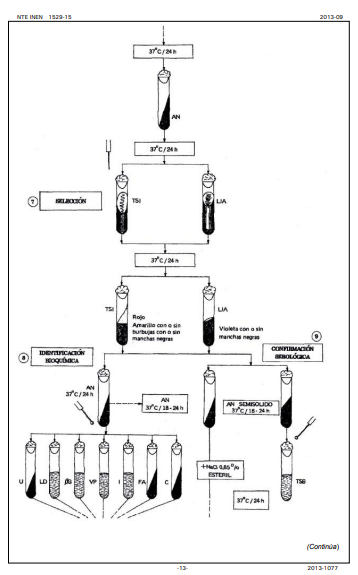 NTE INEN 1529-15 2013-09
37°C/24 h
AN
37°C/24 h
7 SELECCIÓN TSI LIA
37°C/24 h
TSI LIA
Rojo
Amarillo con o sin
burbujas con o sin
manchas negras
Violeta con o sin
manchas negras
8 IDENTIFICACIÓN
BIOQUÍMICA
9
CONFIRMACIÓN
SEROLÓGICA
AN
37°C/24 h
AN
37°C/18 - 24 h
AN SEMISOLIDO
37°C/18 - 24 h
U LD βG VP I FA C
+NaCl 0,85 °/o
ESTERIL
TSB
37°C/24 h
(Continúa)
-13- 2013-1077